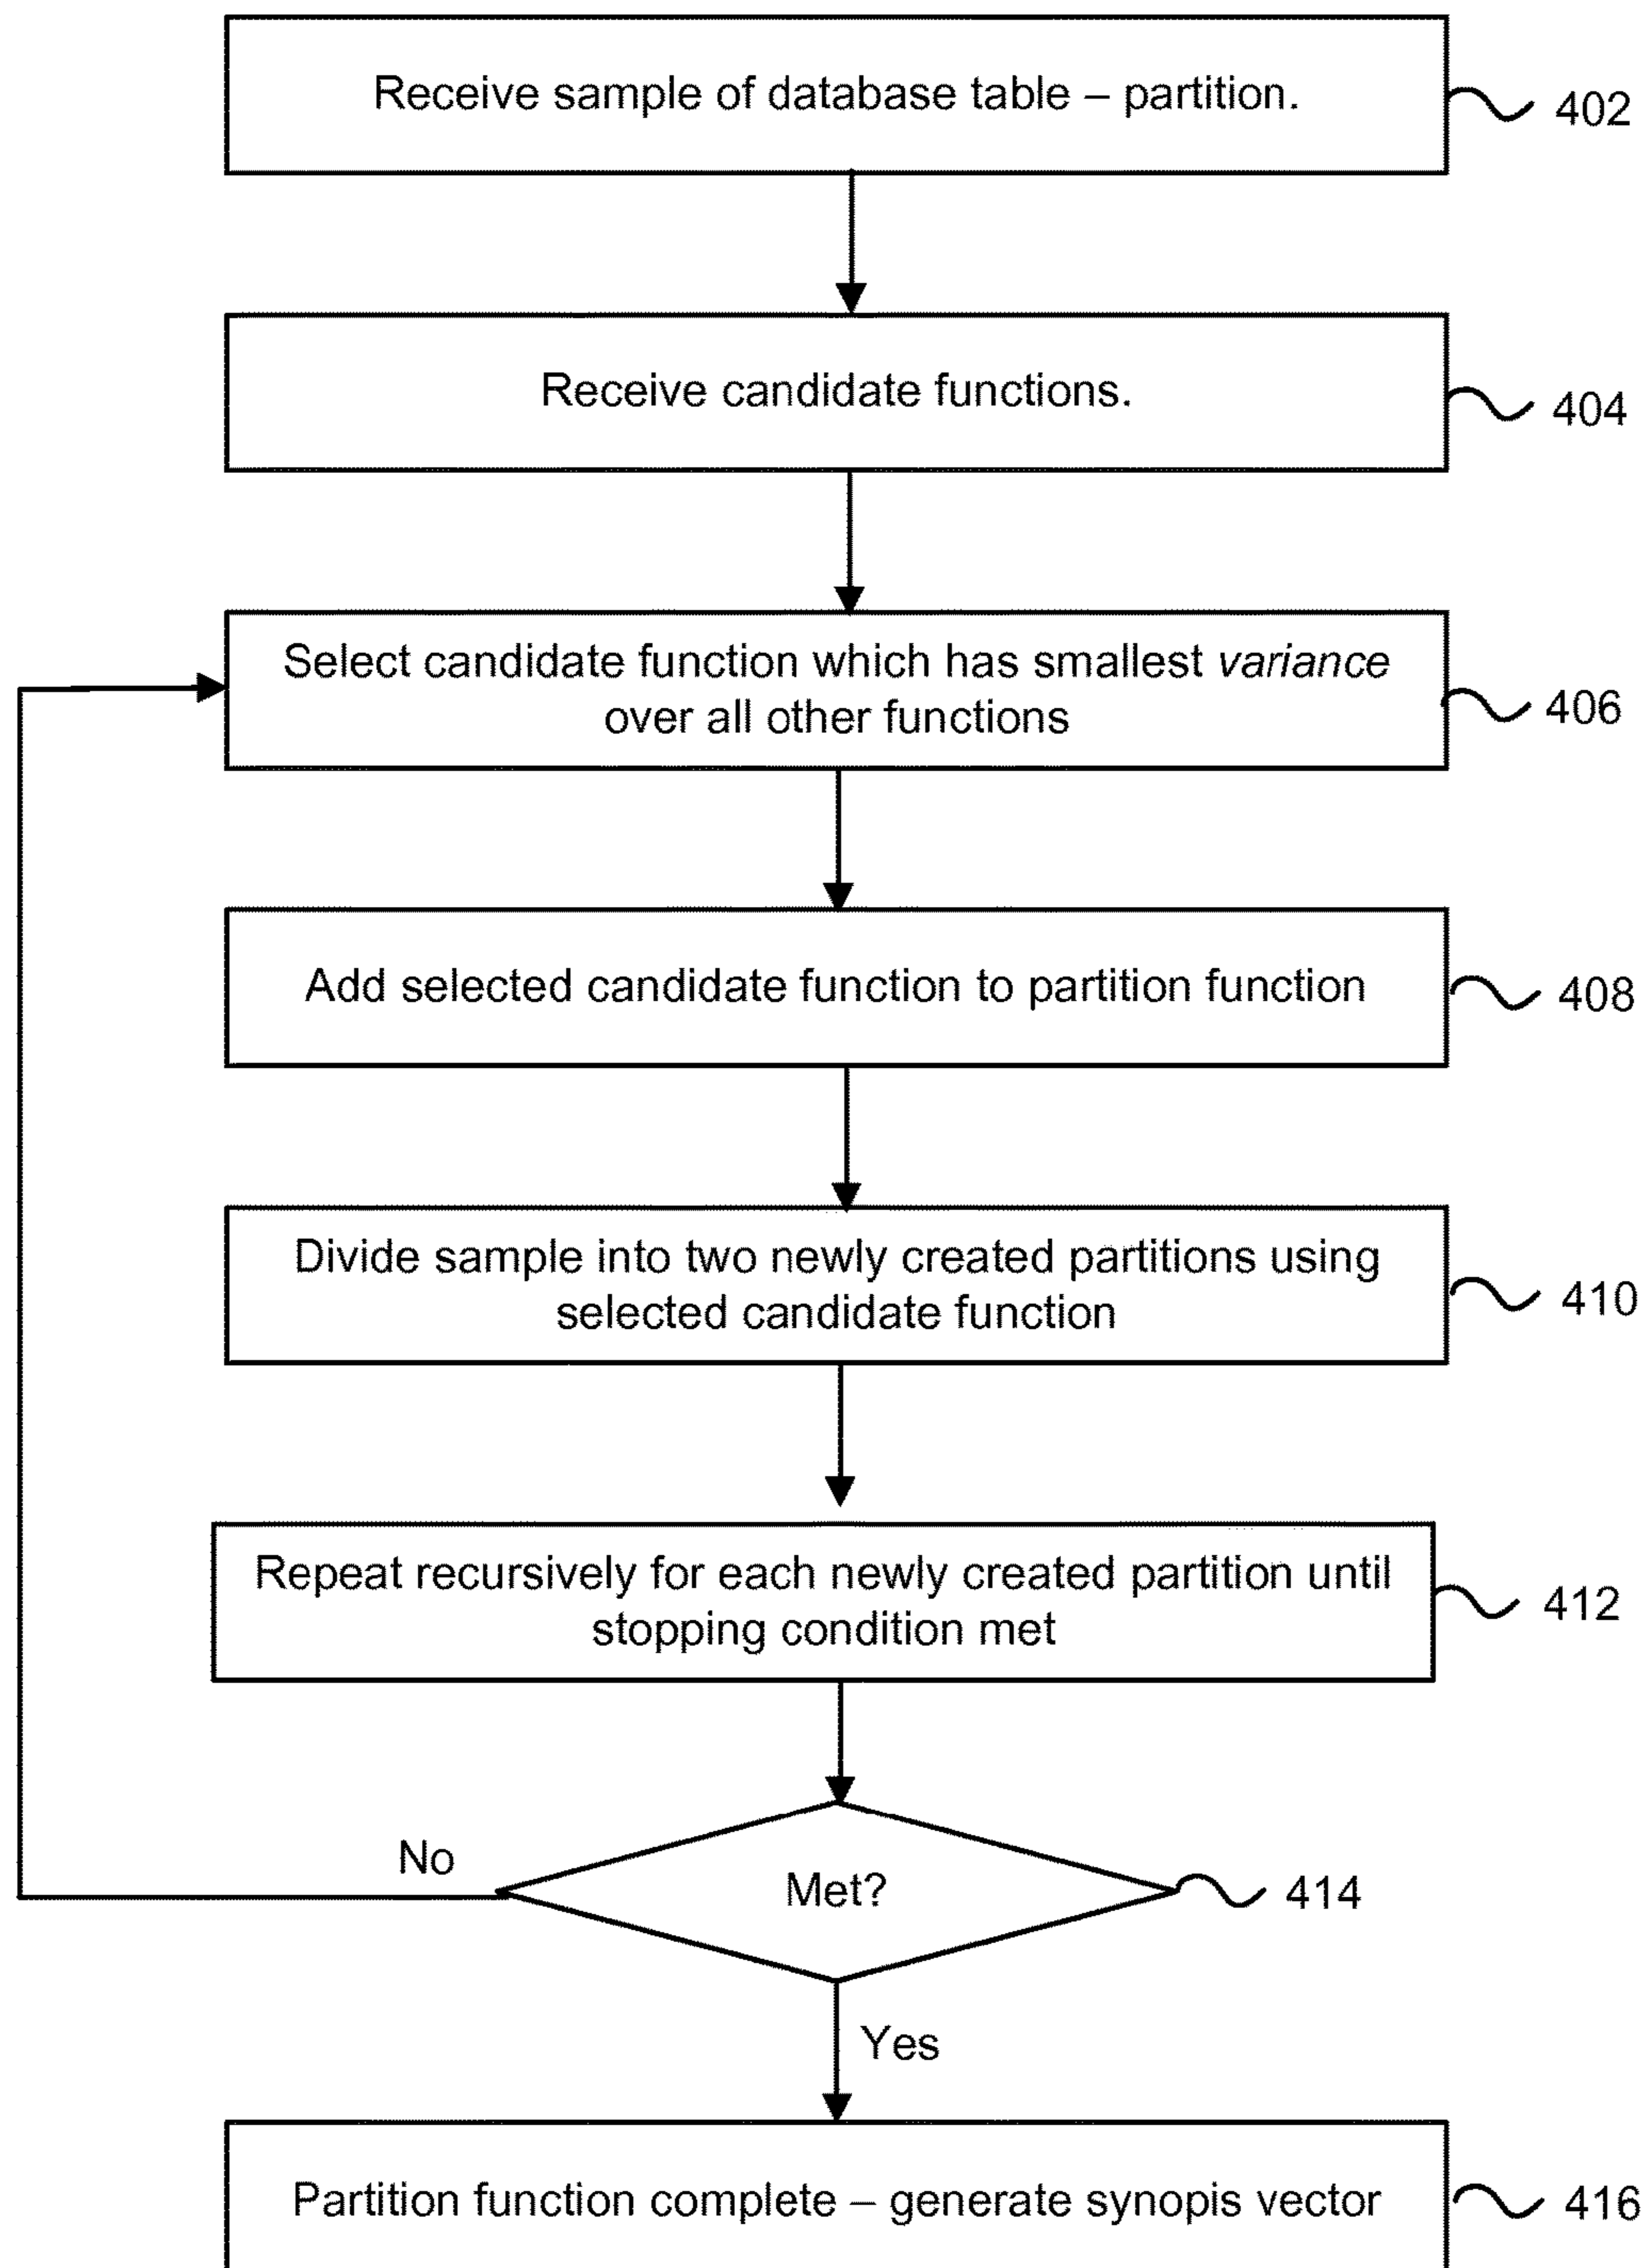 Receive sample of database table – partition.
402
Receive candidate functions.
404
Select candidate function which has smallest variance
over all other functions
406
Add selected candidate function to partition function
408
Divide sample into two newly created partitions using
selected candidate function
410
Repeat recursively for each newly created partition until
stopping condition met
412
No
Met?
414
Yes
Partition function complete – generate synopis vector
416